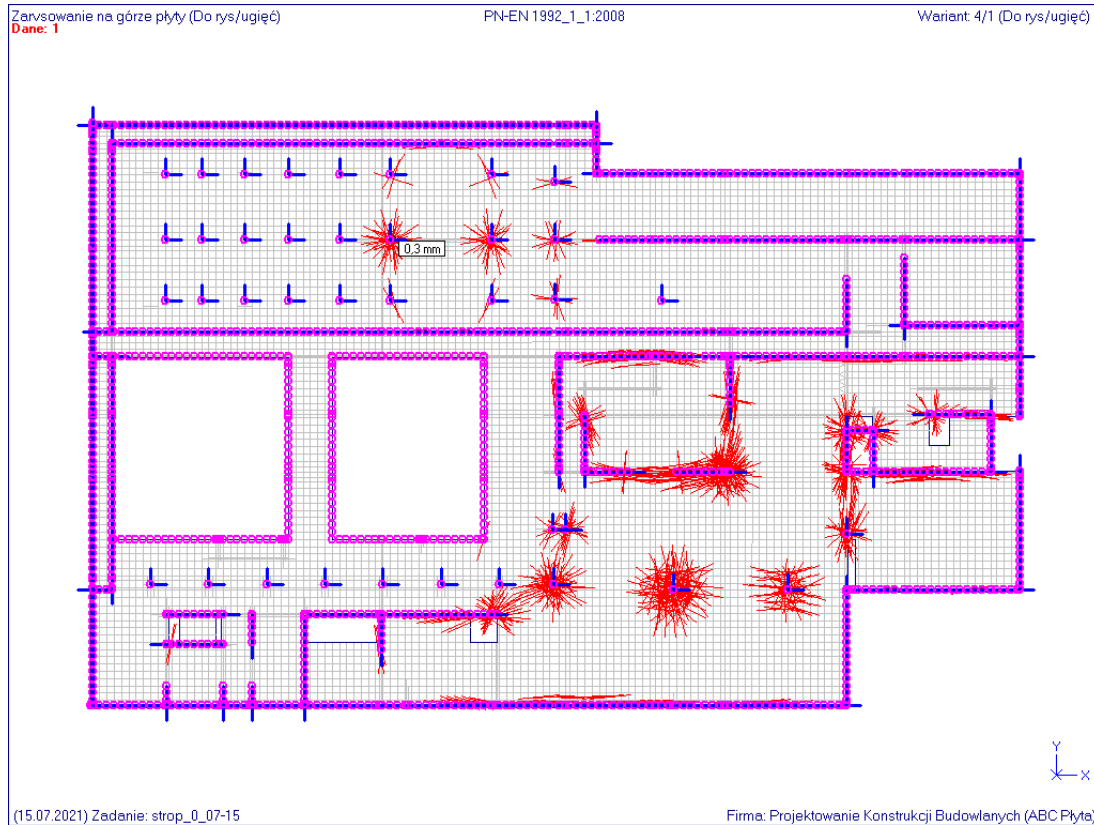 Zarysowanie na górze płyty (Do rys/ugięć) PN-EN 1992_1_1:2008 Wariant: 4/1 (Do rys/ugięć)
Dane: 1
0,3 mm
Y
X
(15.07.2021) Zadanie: strop_0_07-15 Firma: Projektowanie Konstrukcji Budowlanych (ABC Płyta)